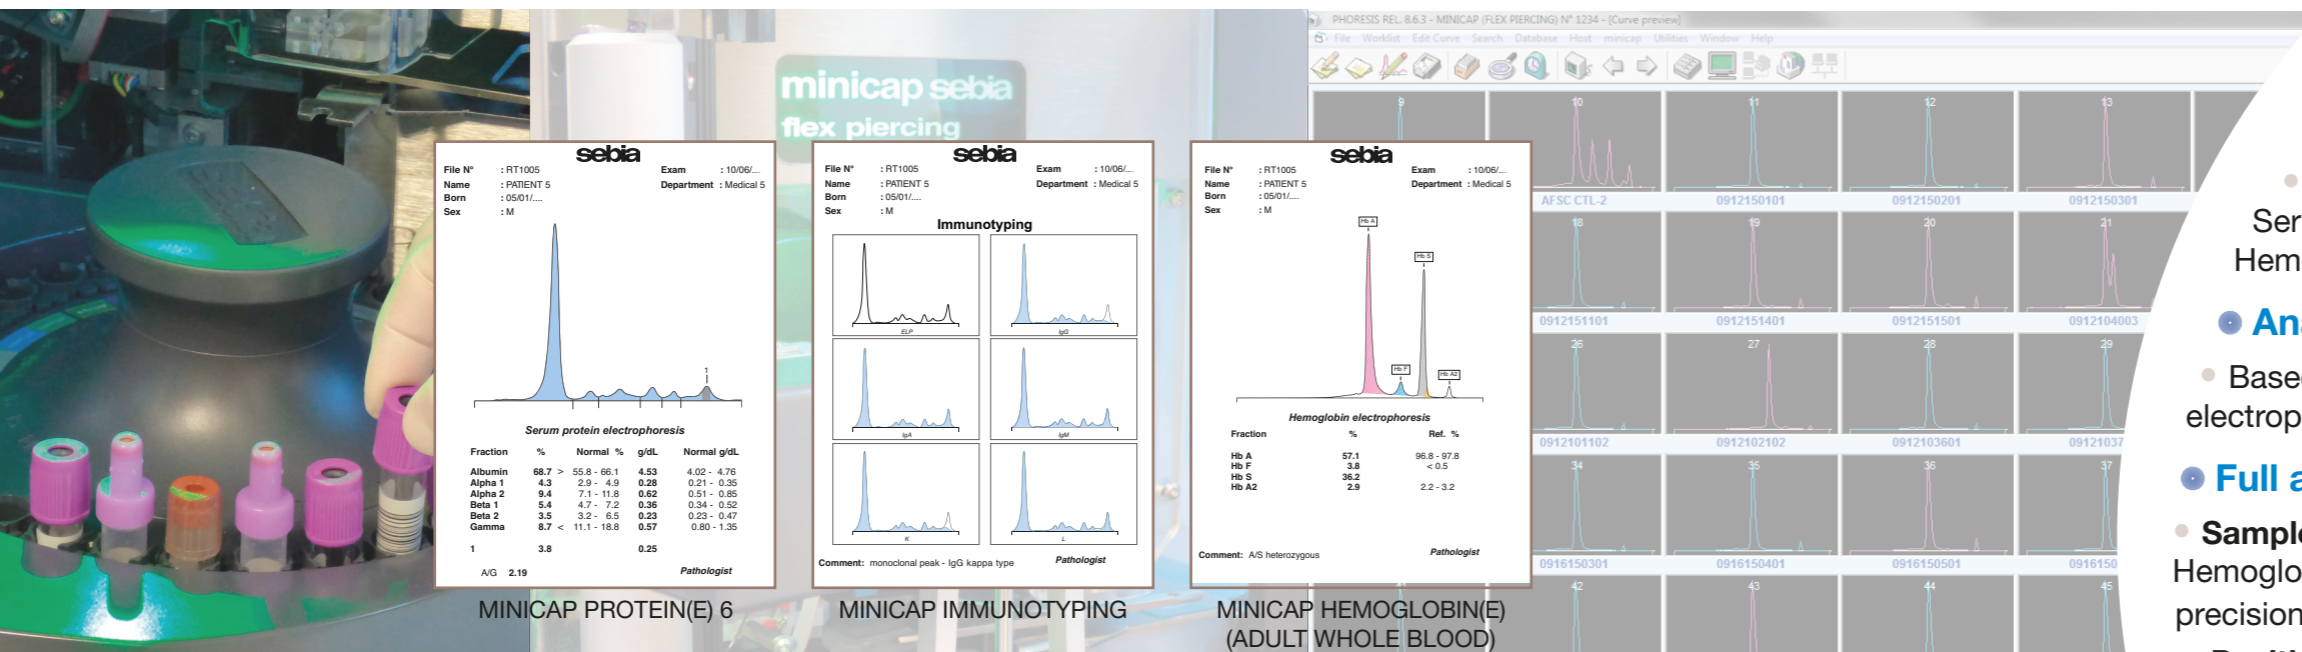 minicap sebia
flex piercing
PHORESIS REL. 8.6.3 - MINICAP (FLEX PIERCING) N° 1234 - [Curve preview]
File Worklist Edit Curve Search Database Host minicap Utilities Window Help
sebia
File N° : RT1005 Exam : 10/06/....
Name : PATIENT 5 Department : Medical 5
Born : 05/01/....
Sex : M
1
Serum protein electrophoresis
Fraction % Normal % g/dL Normal g/dL
Albumin 68.7 > 55.8 - 66.1 4.53 4.02 - 4.76
Alpha 1 4.3 2.9 - 4.9 0.28 0.21 - 0.35
Alpha 2 9.4 7.1 - 11.8 0.62 0.51 - 0.85
Beta 1 5.4 4.7 - 7.2 0.36 0.34 - 0.52
Beta 2 3.5 3.2 - 6.5 0.23 0.23 - 0.47
Gamma 8.7 < 11.1 - 18.8 0.57 0.80 - 1.35
1 3.8 0.25
A/G 2.19 Pathologist
MINICAP PROTEIN(E) 6
sebia
File N° : RT1005 Exam : 10/06/....
Name : PATIENT 5 Department : Medical 5
Born : 05/01/....
Sex : M
Immunotyping
ELP IgG
IgA IgM
K L
Comment: monoclonal peak - IgG kappa type Pathologist
MINICAP IMMUNOTYPING
sebia
File N° : RT1005 Exam : 10/06/....
Name : PATIENT 5 Department : Medical 5
Born : 05/01/....
Sex : M
Hb A
Hb S
Hb F
Hb A2
Hemoglobin electrophoresis
Fraction % Ref. %
Hb A 57.1 96.8 - 97.8
Hb F 3.8 < 0.5
Hb S 36.2
Hb A2 2.9 2.2 - 3.2
Comment: A/S heterozygous Pathologist
MINICAP HEMOGLOBIN(E)
(ADULT WHOLE BLOOD)
9 10 11 12 13
AFSC CTL-2 0912150101 0912150201 0912150301
18 19 20 21
0912151101 0912151401 0912151501 0912104003
26 27 28 29
0912101102 0912102102 0912103601 09121037
34 35 36 37
0916150301 0916150401 0916150501 0916150
42 43 44 45
Ser
Hem
Ana
Based
electrop
Full a
Sample
Hemoglo
precision